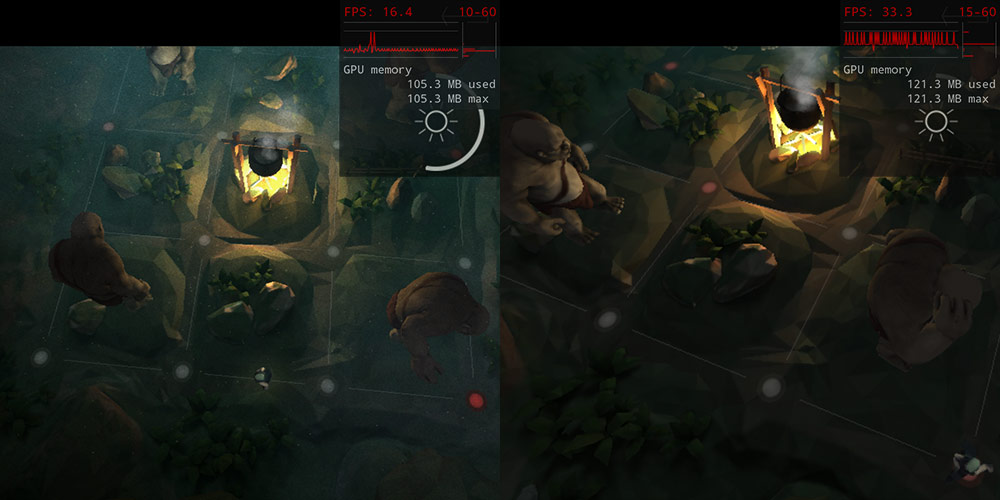 FPS: 16.4 10-60
GPU memory
105.3 MB used
105.3 MB max
FPS: 33.3 15-60
GPU memory
121.3 MB used
121.3 MB max